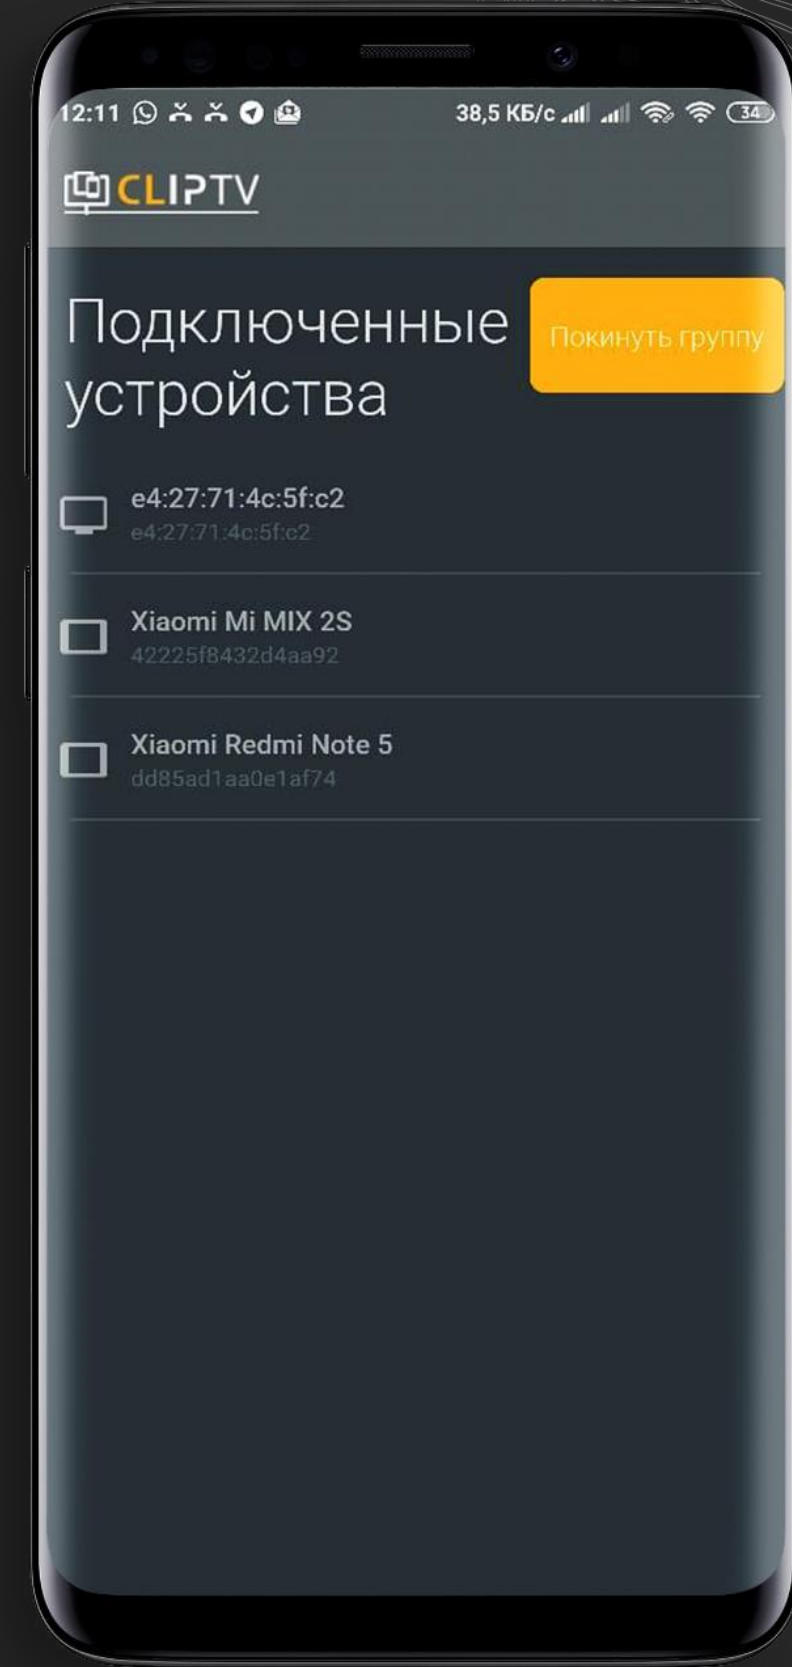 12:11
38,5 КБ/с
34
CLIPTV
Подключенные
устройства
Покинуть группу
e4:27:71:4c:5f:c2
e4:27:71:4c:5f:c2
Xiaomi Mi MIX 2S
42225f8432d4aa92
Xiaomi Redmi Note 5
dd85ad1aa0e1af74